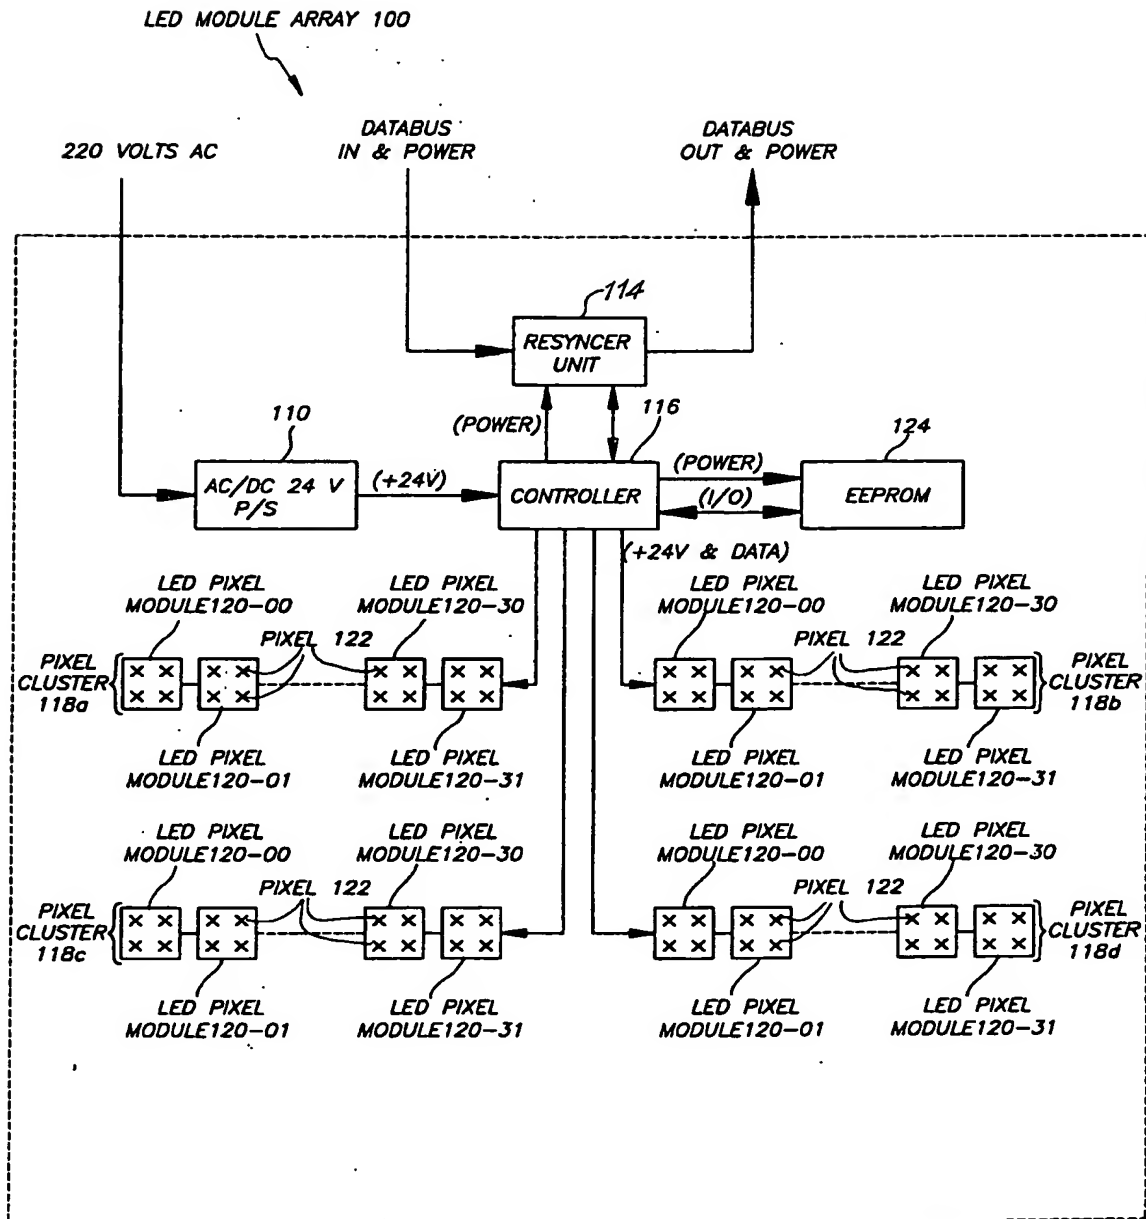 LED MODULE ARRAY 100
220 VOLTS AC
DATABUS
IN & POWER
DATABUS
OUT & POWER
114
RESYNCER
UNIT
110
(POWER)
116
124
AC/DC 24 V
P/S
(+24V)
CONTROLLER
(POWER)
(I/O)
EEPROM
(+24V & DATA)
LED PIXEL
MODULE120-00
LED PIXEL
MODULE120-30
LED PIXEL
MODULE120-00
LED PIXEL
MODULE120-30
PIXEL 122
PIXEL 122
PIXEL
CLUSTER
118a
PIXEL
CLUSTER
118b
LED PIXEL
MODULE120-01
LED PIXEL
MODULE120-31
LED PIXEL
MODULE120-01
LED PIXEL
MODULE120-31
LED PIXEL
MODULE120-00
LED PIXEL
MODULE120-30
LED PIXEL
MODULE120-00
LED PIXEL
MODULE120-30
PIXEL 122
PIXEL 122
PIXEL
CLUSTER
118c
PIXEL
CLUSTER
118d
LED PIXEL
MODULE120-01
LED PIXEL
MODULE120-31
LED PIXEL
MODULE120-01
LED PIXEL
MODULE120-31